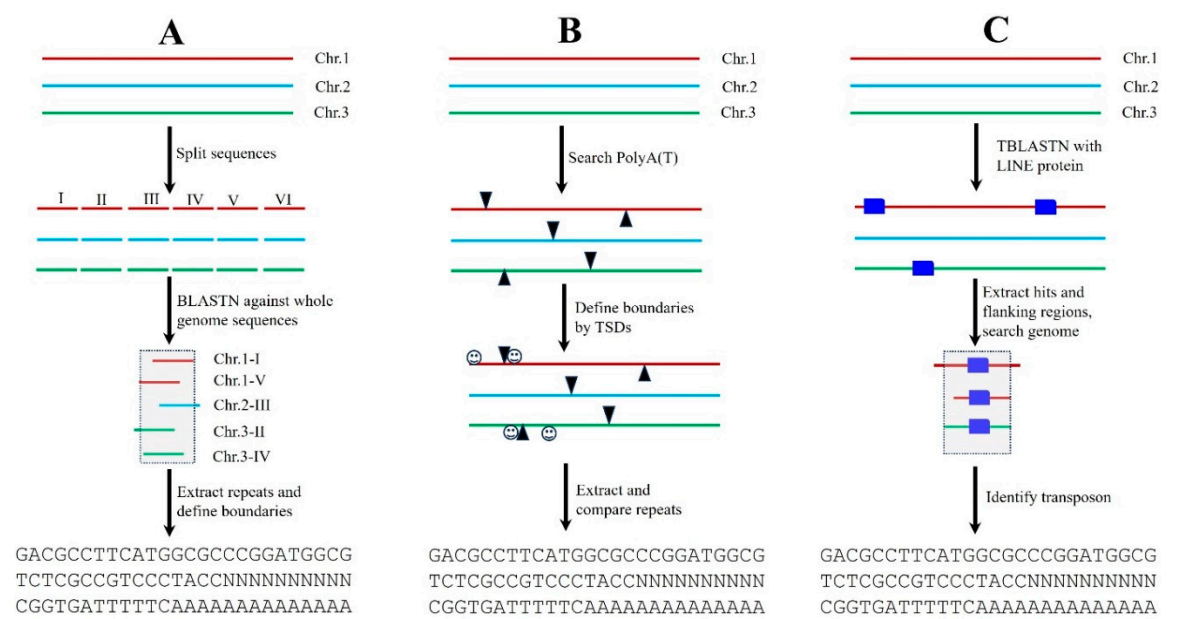 A
Chr.1
Chr.2
Chr.3
Split sequences
I II III IV V VI
BLASTN against whole
genome sequences
Chr.1-I
Chr.1-V
Chr.2-III
Chr.3-II
Chr.3-IV
Extract repeats and
define boundaries
GACGCCTTCATGGCGCCCGGATGGCG
TCTCGCCGTCCCTACCNNNNNNNNNN
CGGTGATTTTTCAAAAAAAAAAAAAA
B
Chr.1
Chr.2
Chr.3
Search PolyA(T)
Define boundaries
by TSDs
Extract and
compare repeats
GACGCCTTCATGGCGCCCGGATGGCG
TCTCGCCGTCCCTACCNNNNNNNNNN
CGGTGATTTTTCAAAAAAAAAAAAAA
C
Chr.1
Chr.2
Chr.3
TBLASTN with
LINE protein
Extract hits and
flanking regions,
search genome
Identify transposon
GACGCCTTCATGGCGCCCGGATGGCG
TCTCGCCGTCCCTACCNNNNNNNNNN
CGGTGATTTTTCAAAAAAAAAAAAAA